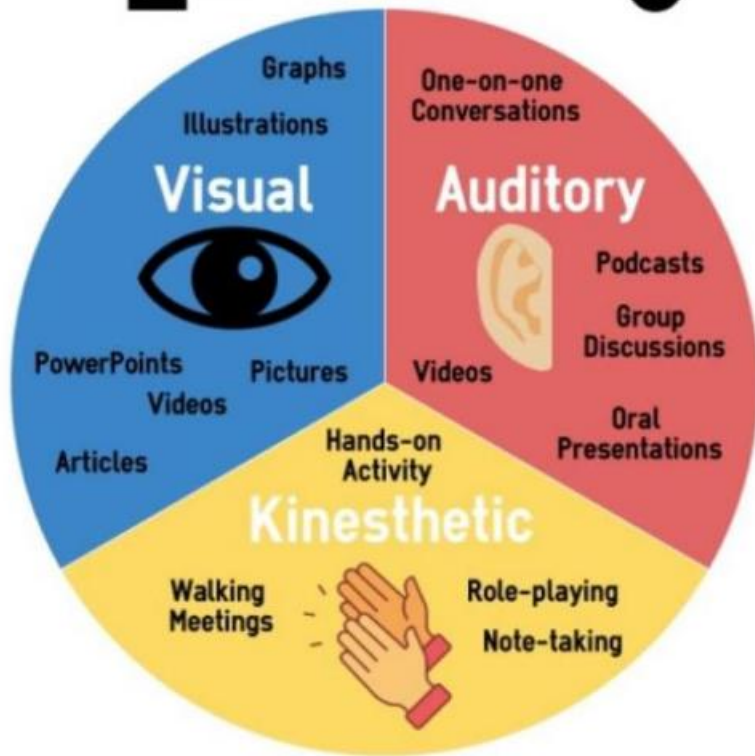 Graphs
Illustrations
Visual
PowerPoints
Pictures
Videos
Articles
One-on-one
Conversations
Auditory
Podcasts
Group
Discussions
Videos
Oral
Presentations
Hands-on
Activity
Kinesthetic
Walking
Meetings
Role-playing
Note-taking